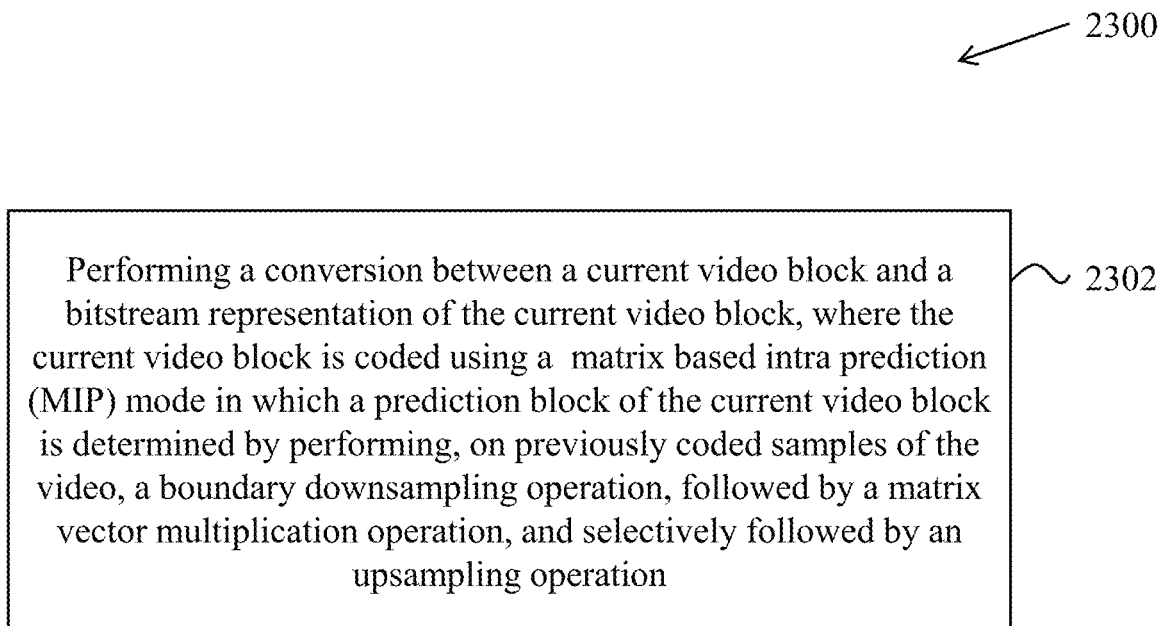 2300
Performing a conversion between a current video block and a
2302
bitstream representation of the current video block, where the
current video block is coded using a matrix based intra prediction
(MIP) mode in which a prediction block of the current video block
is determined by performing, on previously coded samples of the
video, a boundary downsampling operation, followed by a matrix
vector multiplication operation, and selectively followed by an
upsampling operation